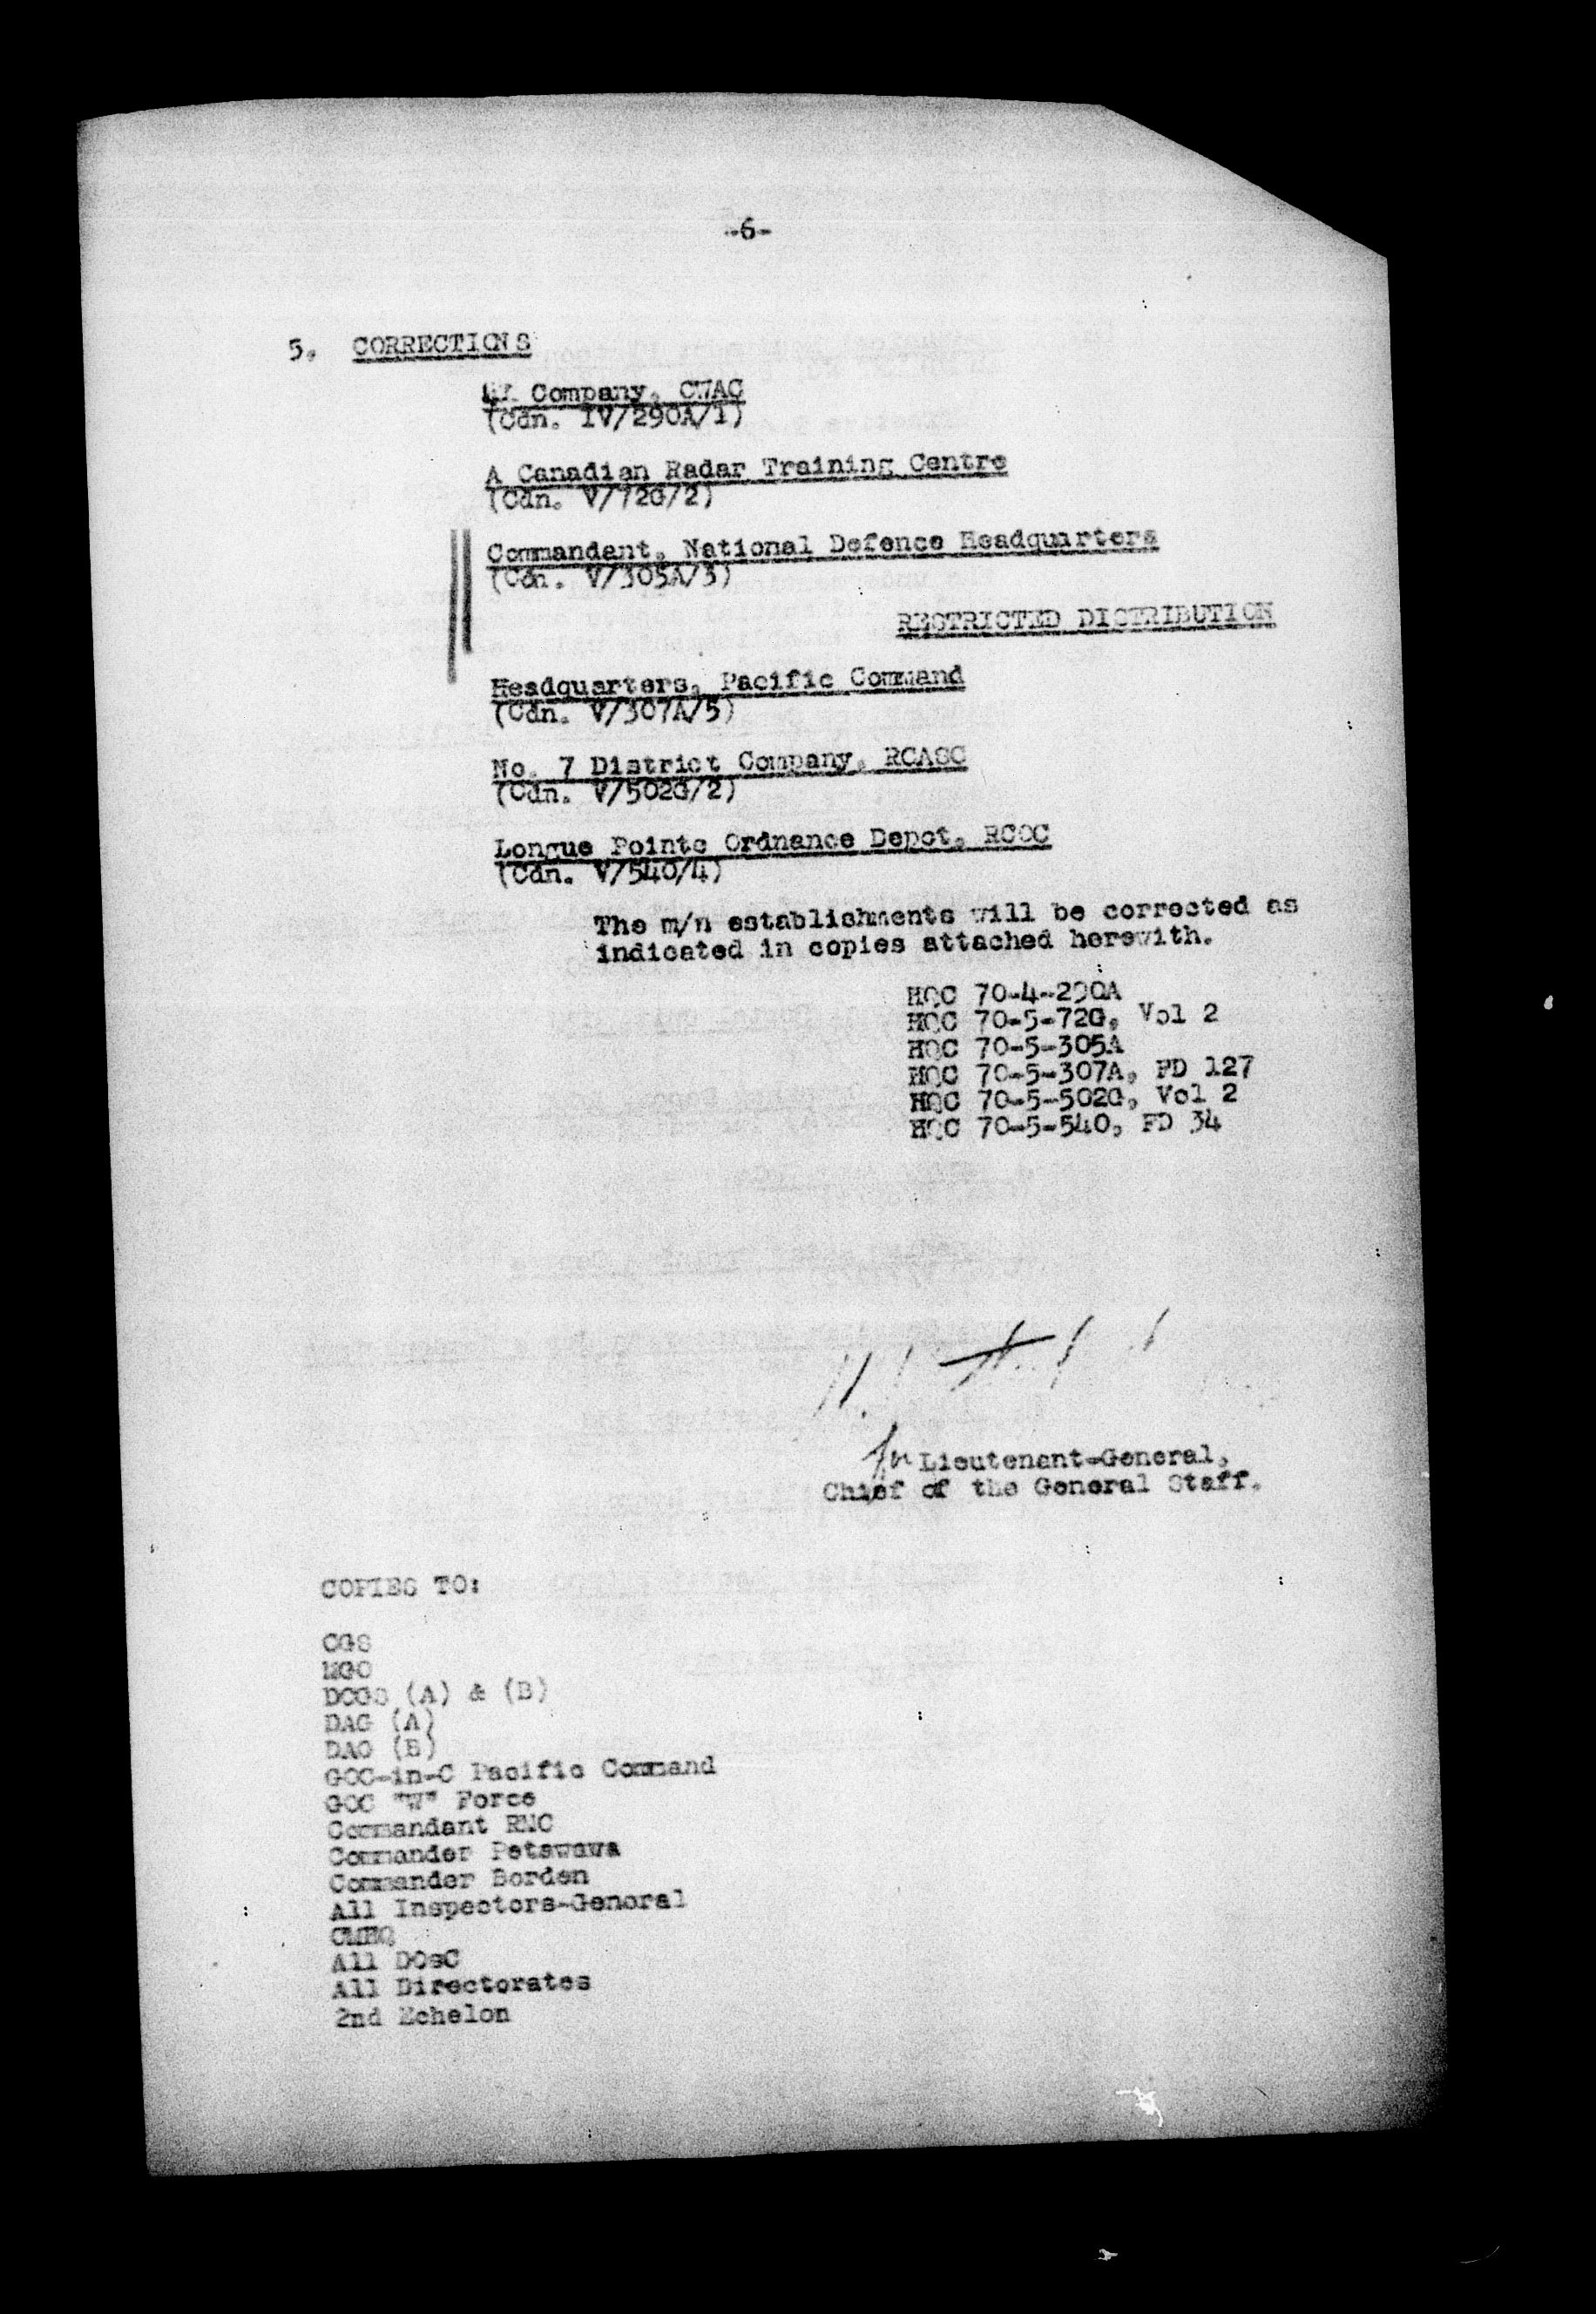 -6-
5. CORRECTIONS
Company, CWAC
(Cdn. IV/290A/1)
A Canadian Radar Training Centre
(Cdn. V/72G/2)
Commandant, National Defence Headquarters
(Cdn. V/305A/3)
RESTRICTED DISTRIBUTION
Headquarters, Pacific Command
(Cdn. V/307A/5)
No. 7 District Company, RCASC
(Cdn. V/502G/2)
Longue Pointe Ordnance Depot, RCOC
(Cdn. V/540/4)
The m/n establishments will be corrected as
indicated in copies attached herewith.
HQC 70-4-290A
HQC 70-5-72G, Vol 2
HQC 70-5-305A
HQC 70-5-307A, FD 127
HQC 70-5-502G, Vol 2
HQC 70-5-540, FD 34
for Lieutenant-General,
Chief of the General Staff.
COPIES TO:
CGS
MGO
DCGS (A) & (B)
DAG (A)
DAG (B)
GOC-in-C Pacific Command
GOC "W" Force
Commandant RMC
Commander Petawawa
Commander Borden
All Inspectors-General
CMHQ
All DOsC
All Directorates
2nd Echelon